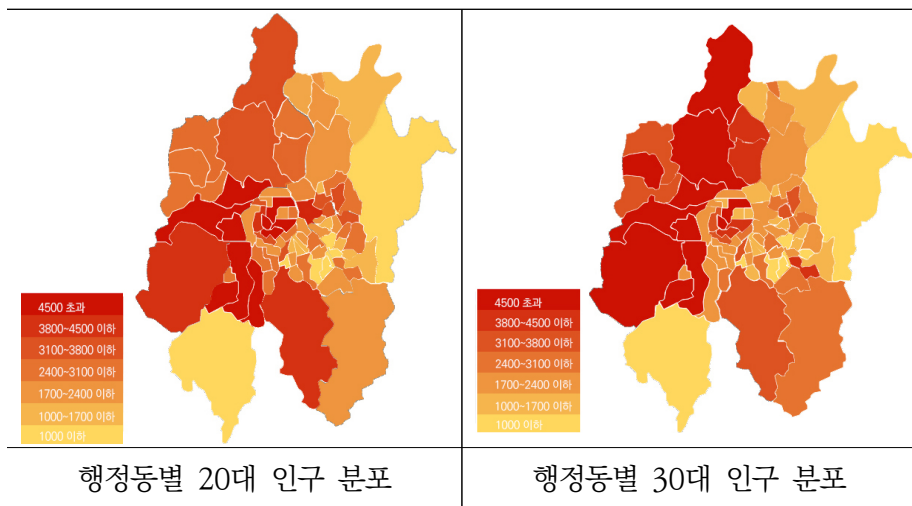 4500 초과
3800~4500 이하
3100~3800 이하
2400~3100 이하
1700~2400 이하
1000~1700 이하
1000 이하
4500 초과
3800~4500 이하
3100~3800 이하
2400~3100 이하
1700~2400 이하
1000~1700 이하
1000 이하
행정동별 20대 인구 분포
행정동별 30대 인구 분포